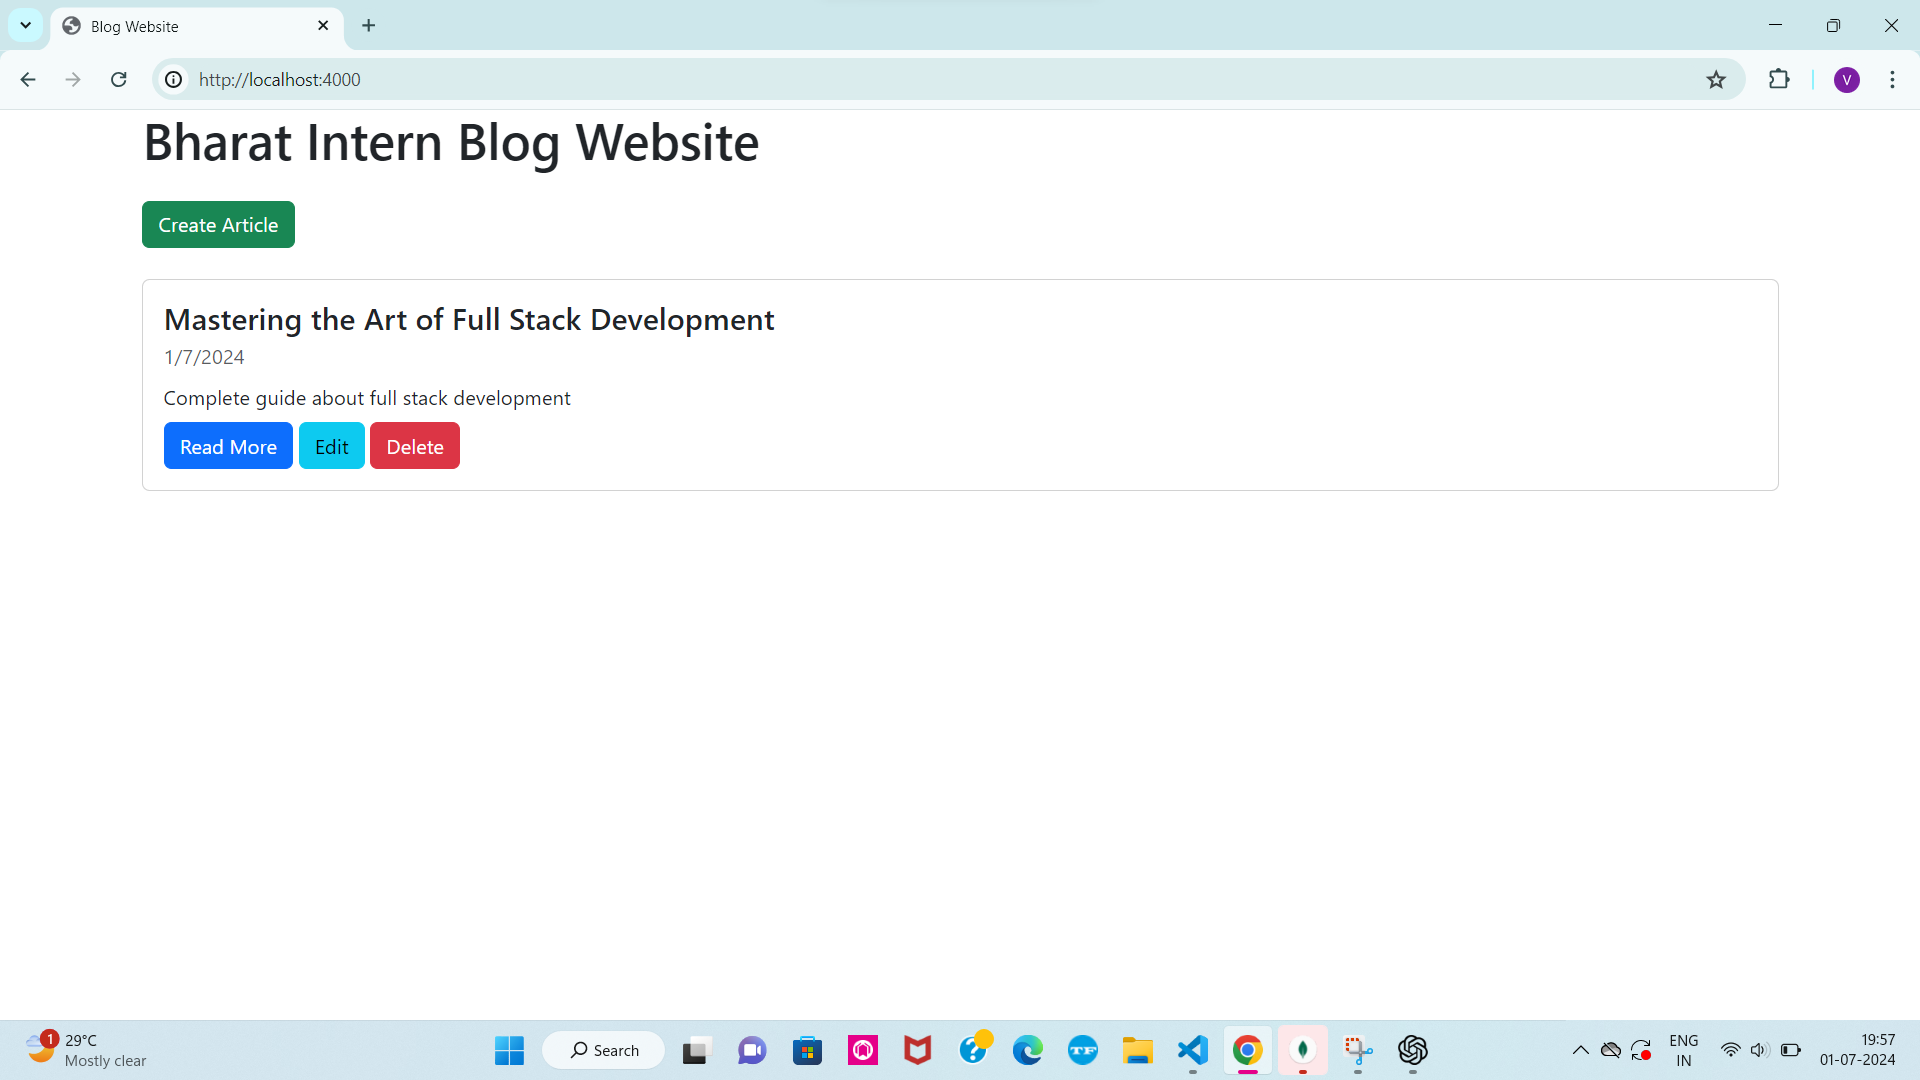 Blog Website
http://localhost:4000
V
Bharat Intern Blog Website
Create Article
Mastering the Art of Full Stack Development
1/7/2024
Complete guide about full stack development
Read More Edit Delete
1
29°C
Mostly clear
Search
TF
ENG
IN
19:57
01-07-2024